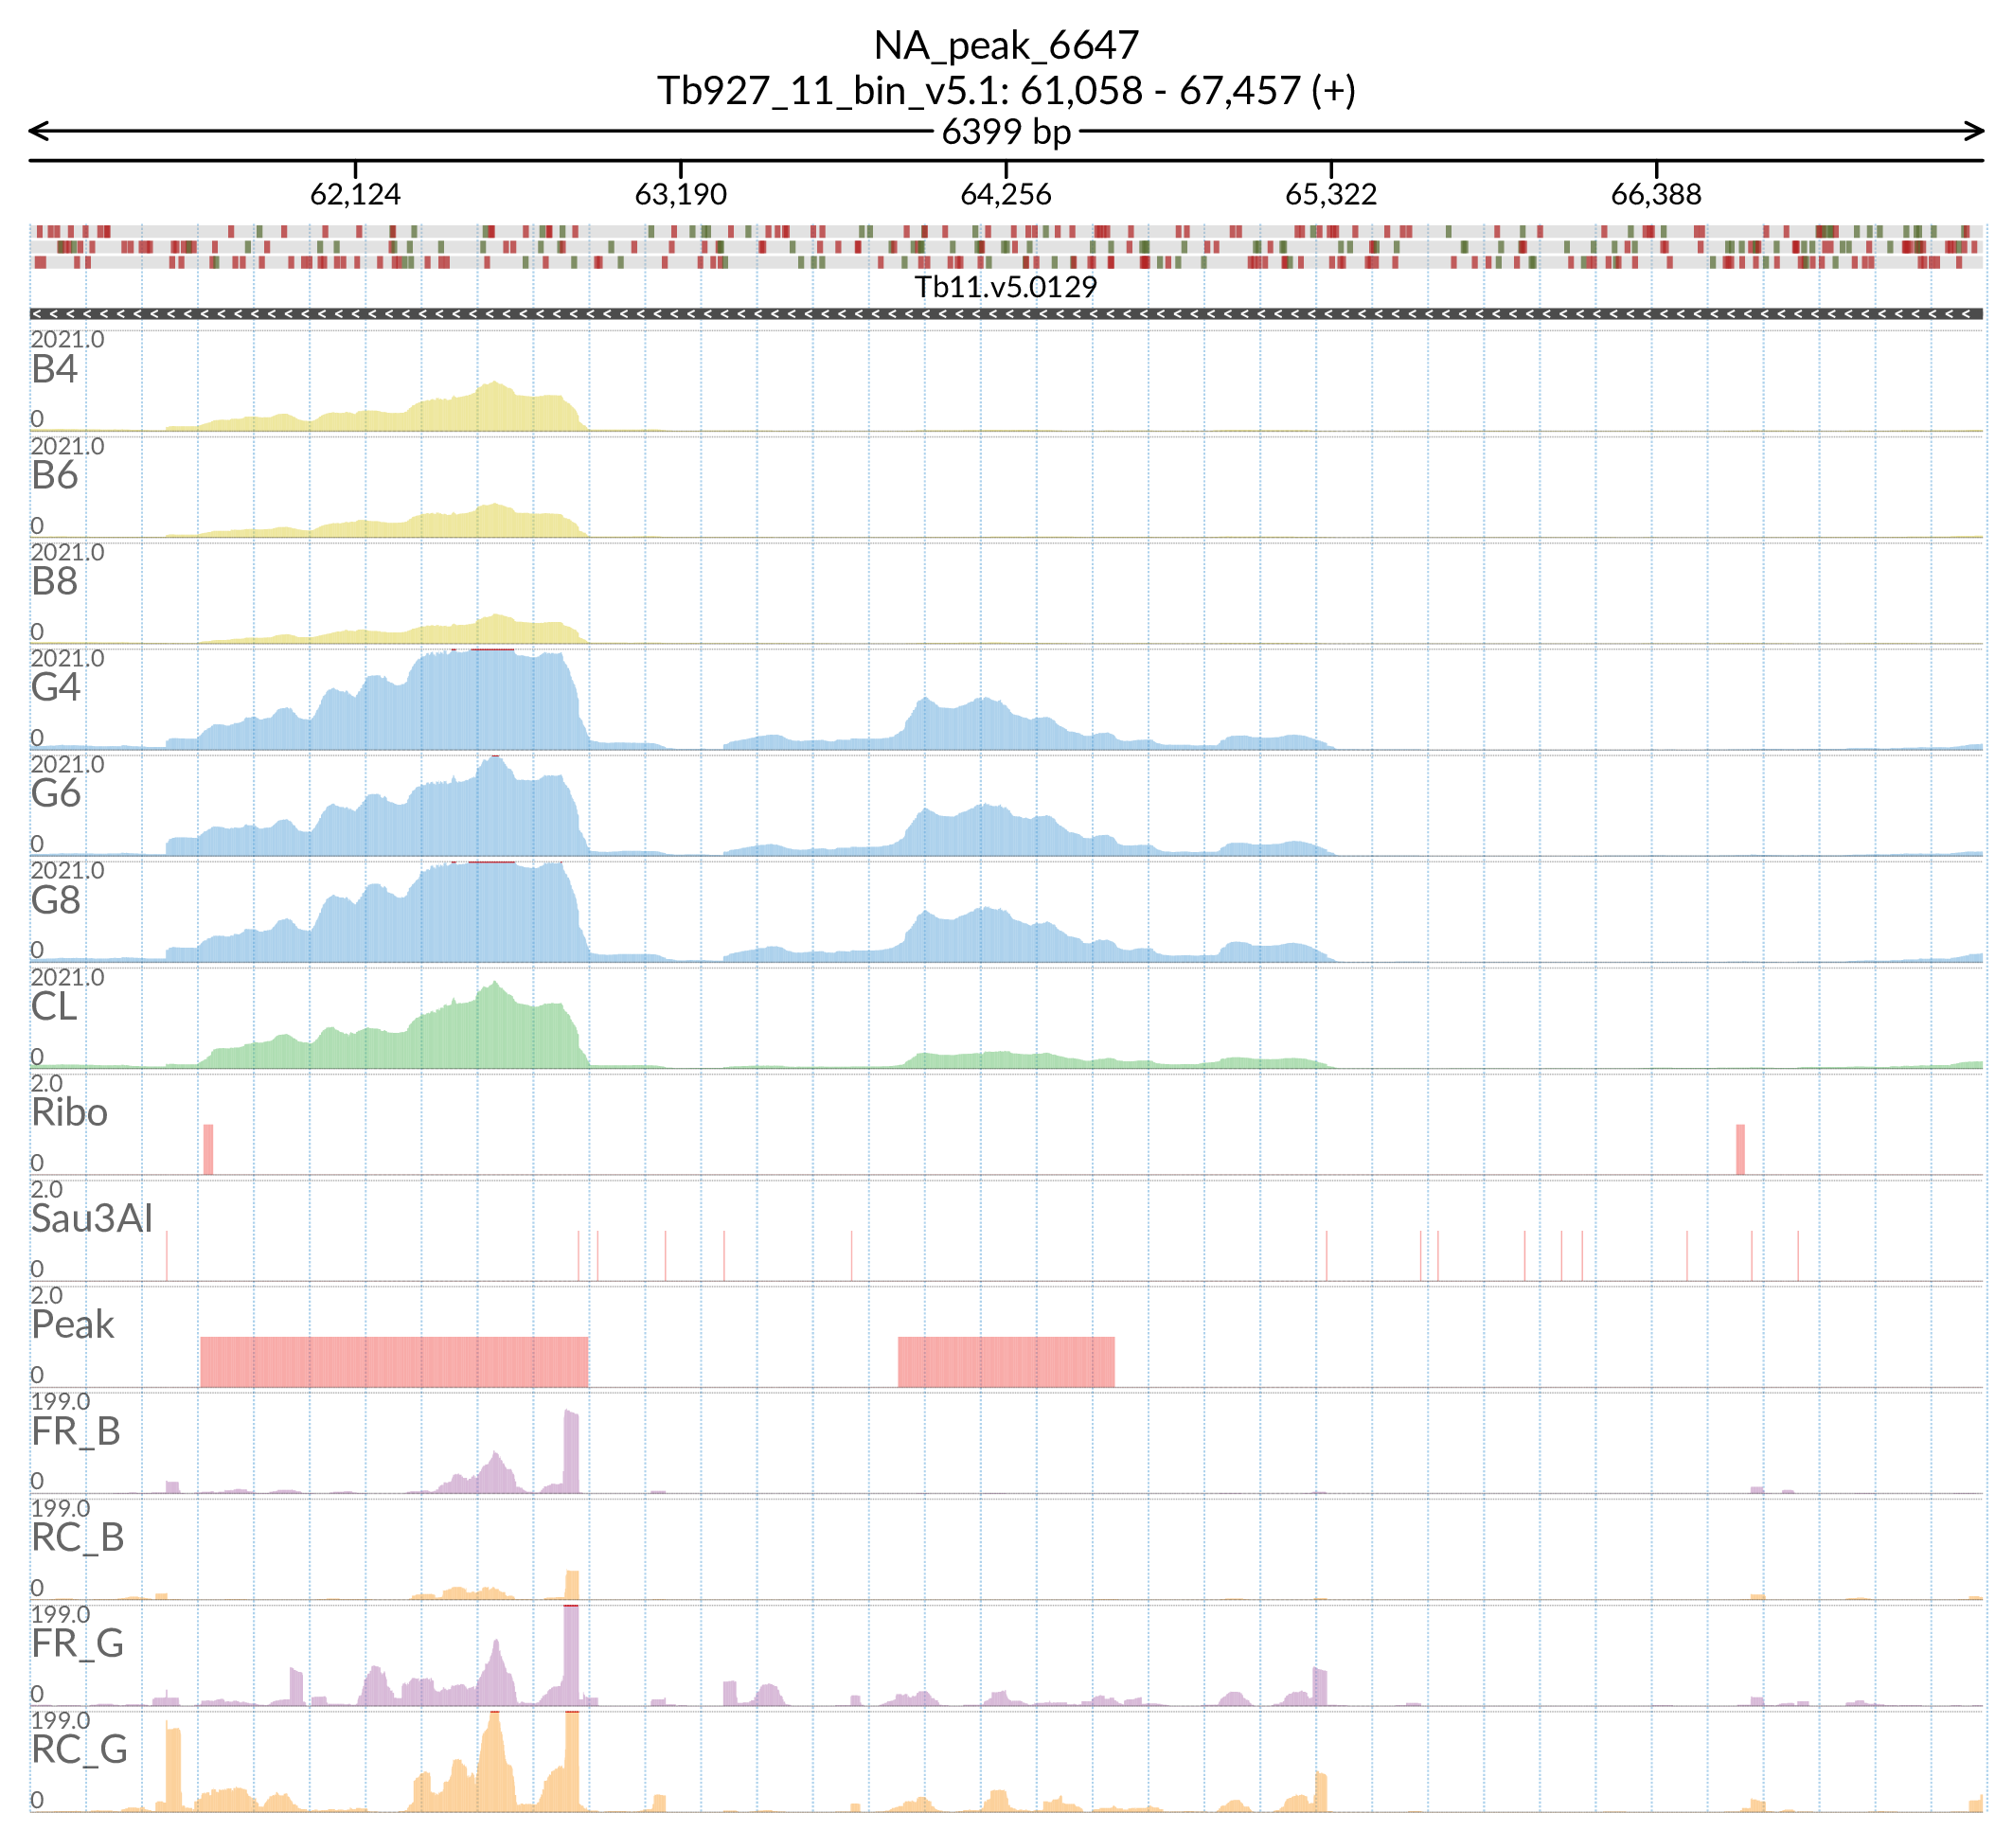 NA_peak_6647
Tb927_11_bin_v5.1: 61,058 - 67,457 (+)
6399 bp
62,124 63,190 64,256 65,322 66,388
Tb11.v5.0129
2021.0
B4
0
2021.0
B6
0
2021.0
B8
0
2021.0
G4
0
2021.0
G6
0
2021.0
G8
0
2021.0
CL
0
2.0
Ribo
0
2.0
Sau3AI
0
2.0
Peak
0
199.0
FR_B
0
199.0
RC_B
0
199.0
FR_G
0
199.0
RC_G
0